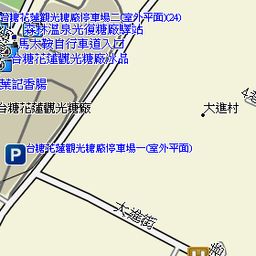 台糖花蓮觀光糖廠停車場二(室外平面)(24)
森林溫泉光復糖廠驛站
馬太鞍自行車道入口
台糖花蓮觀光糖廠冰品
葉記香腸
台糖花蓮觀光糖廠
大進村
P
台糖花蓮觀光糖廠停車場一(室外平面)
大進街